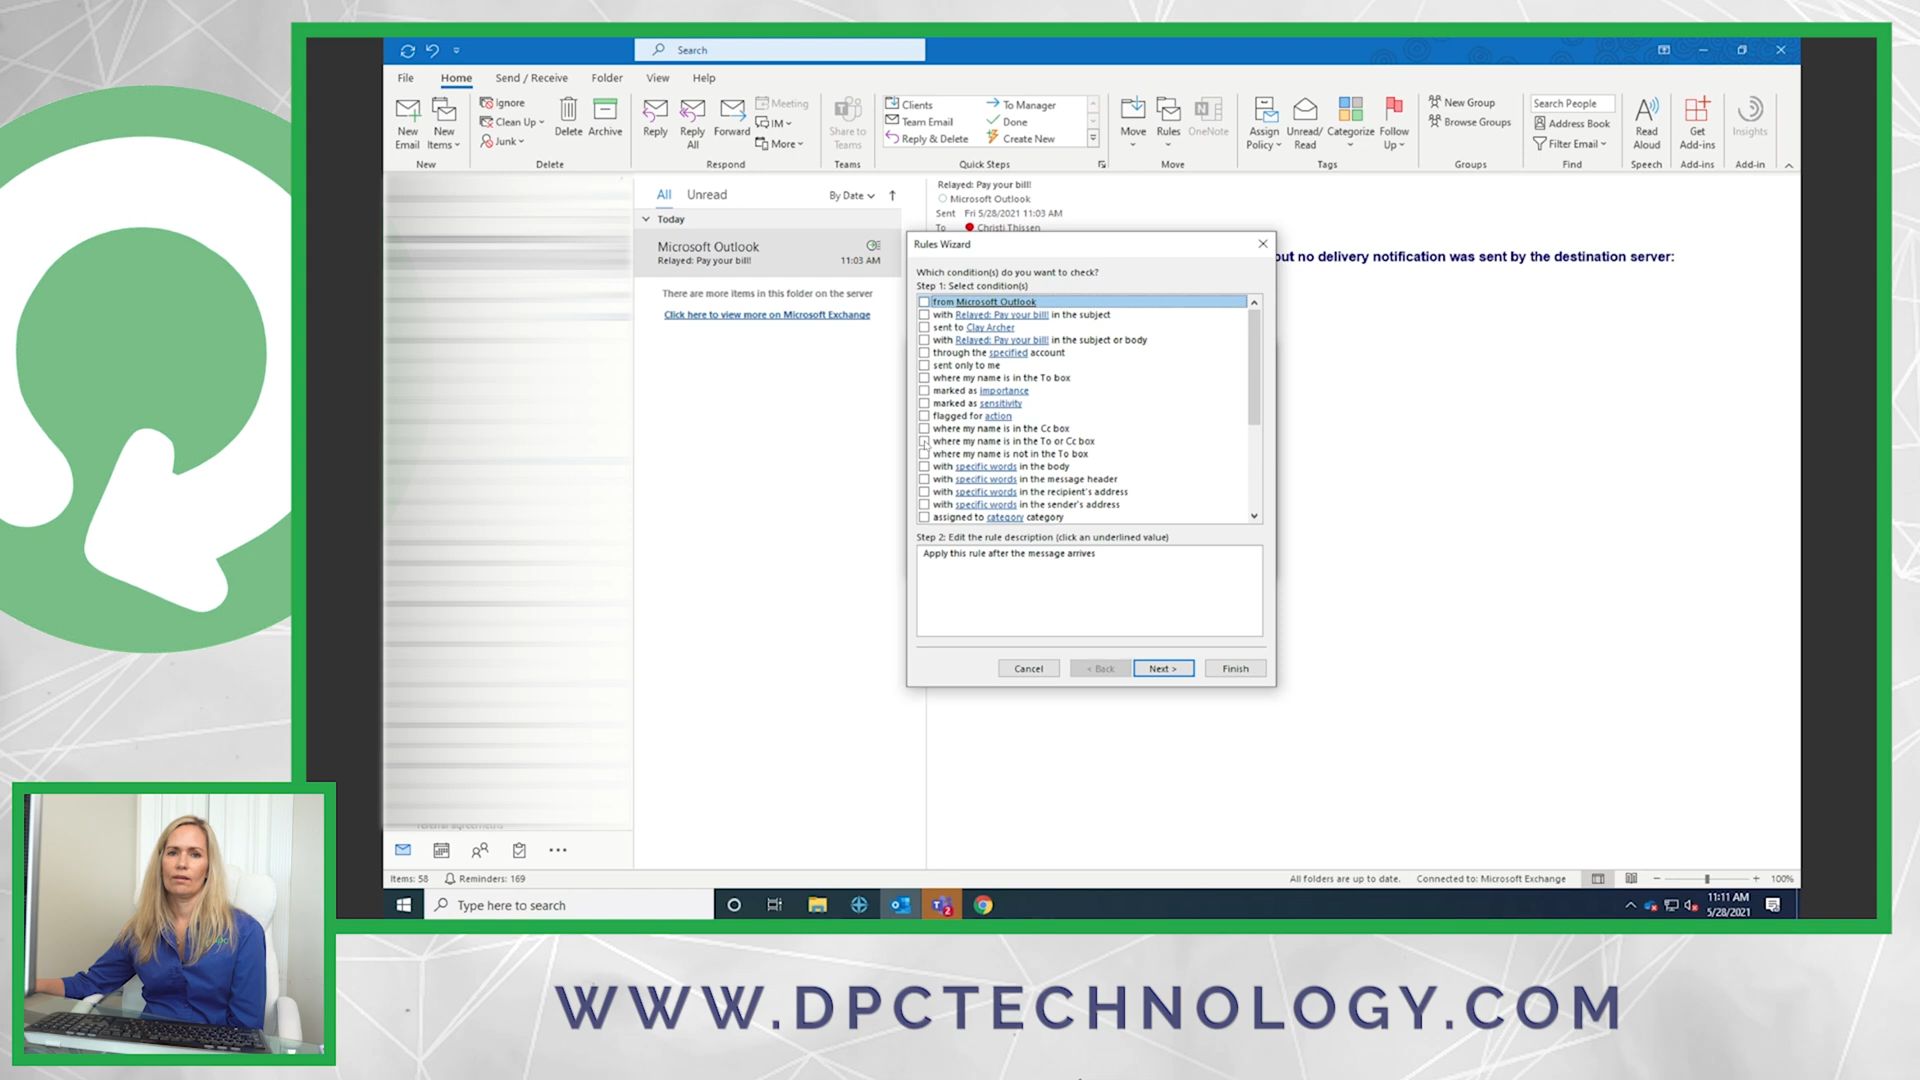 Search
File Home Send / Receive Folder View Help
New Email
New Items
New
Ignore
Clean Up
Junk
Delete
Archive
Delete
Reply
Reply All
Forward
Meeting
IM
More
Respond
Share to Teams
Teams
Clients
Team Email
Reply & Delete
To Manager
Done
Create New
Quick Steps
Move
Rules
OneNote
Move
Assign Policy
Unread/ Read
Categorize
Follow Up
Tags
New Group
Browse Groups
Groups
Search People
Address Book
Filter Email
Find
Read Aloud
Speech
Get Add-ins
Add-ins
Insights
Add-in
All Unread By Date
Today
Microsoft Outlook
Relayed: Pay your bill! 11:03 AM
There are more items in this folder on the server
Click here to view more on Microsoft Exchange
Relayed: Pay your bill!
Microsoft Outlook
Sent Fri 5/28/2021 11:03 AM
To Christi Thissen
but no delivery notification was sent by the destination server:
Rules Wizard
Which condition(s) do you want to check?
Step 1: Select condition(s)
from Microsoft Outlook
with Relayed: Pay your bill! in the subject
sent to Clay Archer
with Relayed: Pay your bill! in the subject or body
through the specified account
sent only to me
where my name is in the To box
marked as importance
marked as sensitivity
flagged for action
where my name is in the Cc box
where my name is in the To or Cc box
where my name is not in the To box
with specific words in the body
with specific words in the message header
with specific words in the recipient's address
with specific words in the sender's address
assigned to category category
Step 2: Edit the rule description (click an underlined value)
Apply this rule after the message arrives
Cancel < Back Next > Finish
Items: 58 Reminders: 169
All folders are up to date. Connected to: Microsoft Exchange 100%
Type here to search
11:11 AM
5/28/2021
WWW.DPCTECHNOLOGY.COM